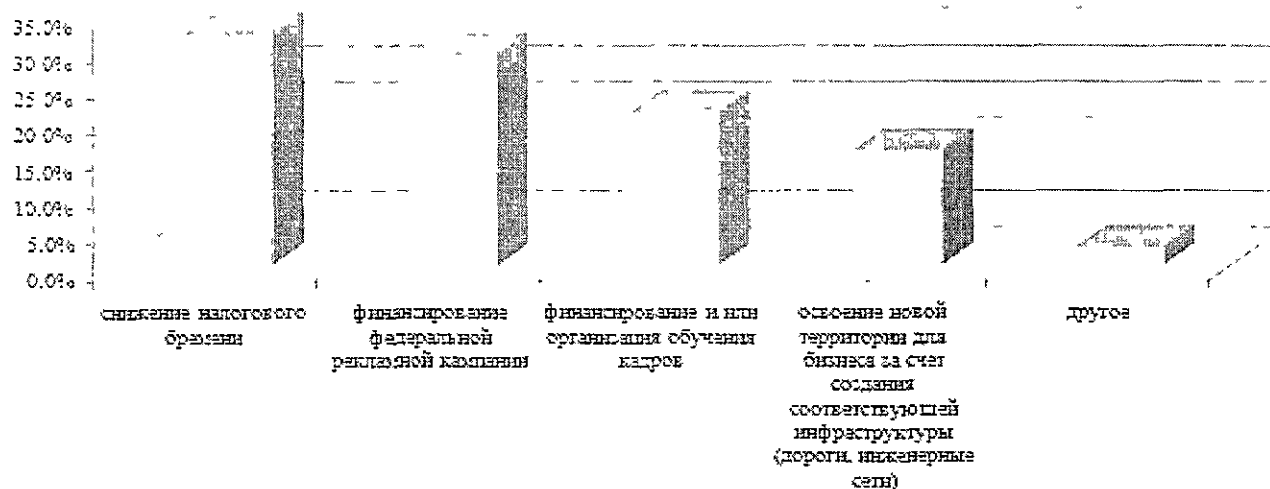 35.0%
30.0%
25.0%
20.0%
15.0%
10.0%
5.0%
0.0%
снижение налогового
бремени
финансирование
федеральной
рекламной кампании
финансирование и или
организация обучения
кадров
освоение новой
территории для
бизнеса за счет
создания
соответствующей
инфраструктуры
(дороги, инженерные
сети)
другое